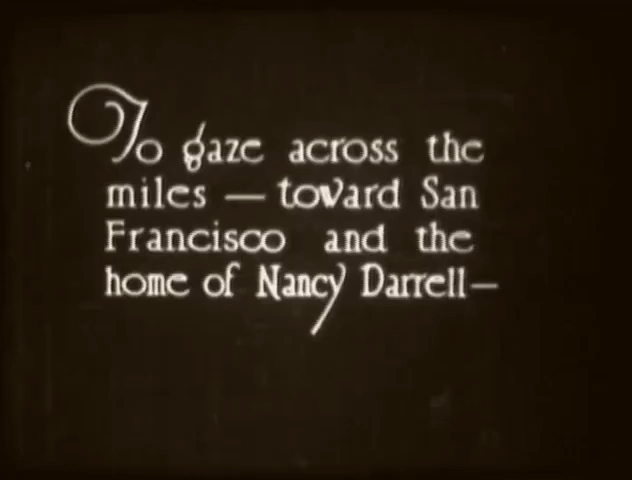 To gaze across the
miles — toward San
Francisco and the
home of Nancy Darrell—